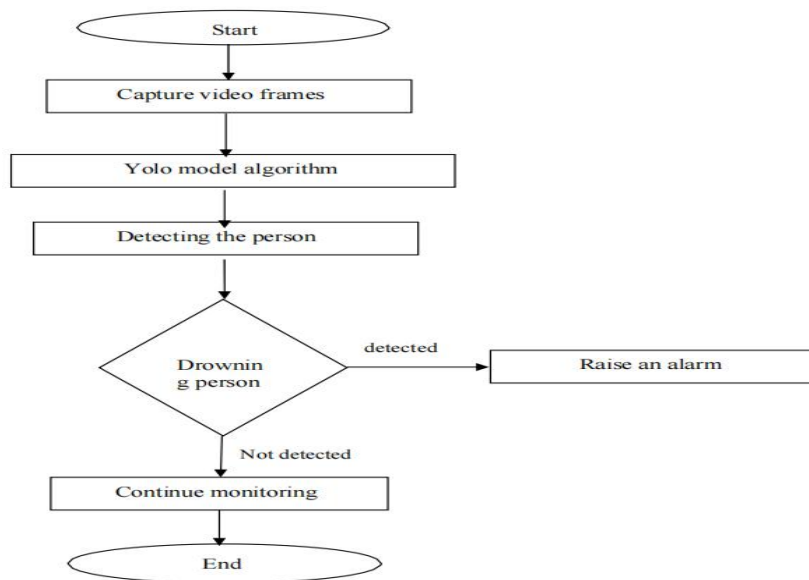 Start
Capture video frames
Yolo model algorithm
Detecting the person
Drownin
g person
detected
Raise an alarm
Not detected
Continue monitoring
End